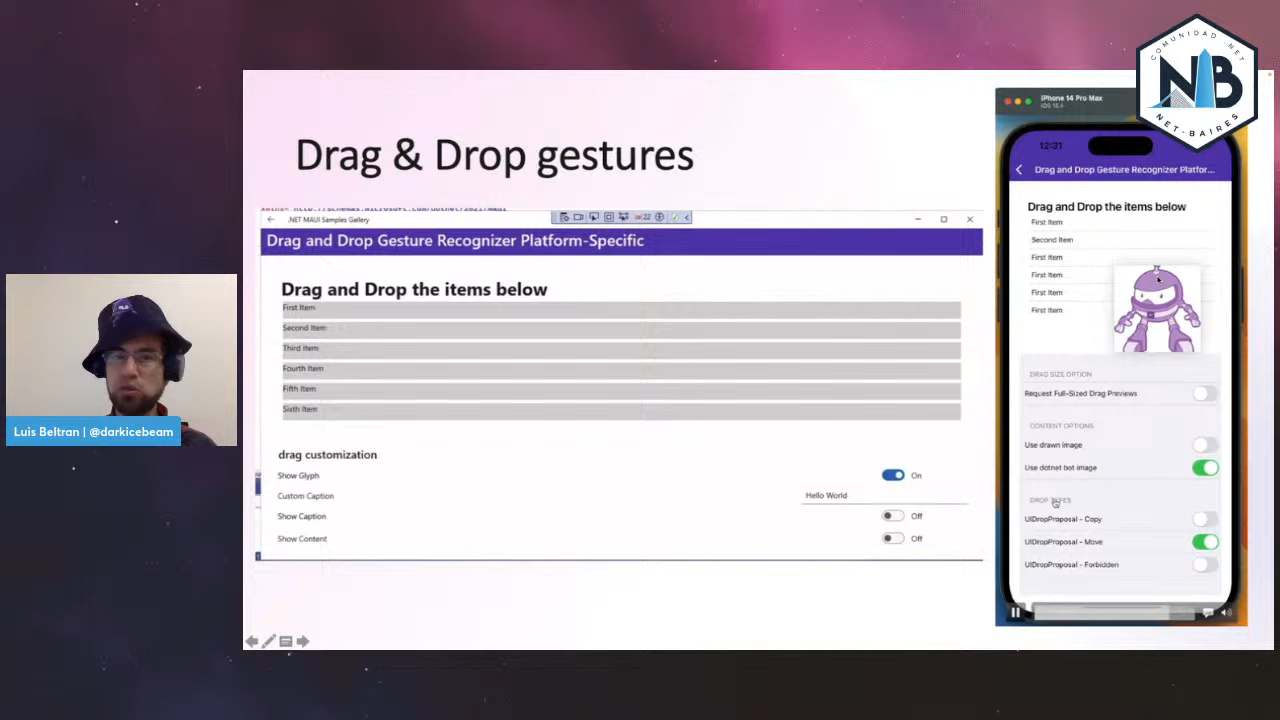 COMUNIDAD .NET
NB
NET-BAIRES
Drag & Drop gestures
.NET MAUI Samples Gallery
Drag and Drop Gesture Recognizer Platform-Specific
Drag and Drop the items below
First Item
Second Item
Third Item
Fourth Item
Fifth Item
Sixth Item
drag customization
Show Glyph On
Custom Caption Hello World
Show Caption Off
Show Content Off
iPhone 14 Pro Max
12:31
Drag and Drop Gesture Recognizer Platfor...
Drag and Drop the items below
First Item
Second Item
First Item
First Item
First Item
First Item
DRAG SIZE OPTION
Request Full-Sized Drag Previews
CONTENT OPTIONS
Use drawn image
Use dotnet bot image
DROP TYPES
UIDropProposal - Copy
UIDropProposal - Move
UIDropProposal - Forbidden
Luis Beltran | @darkicebeam